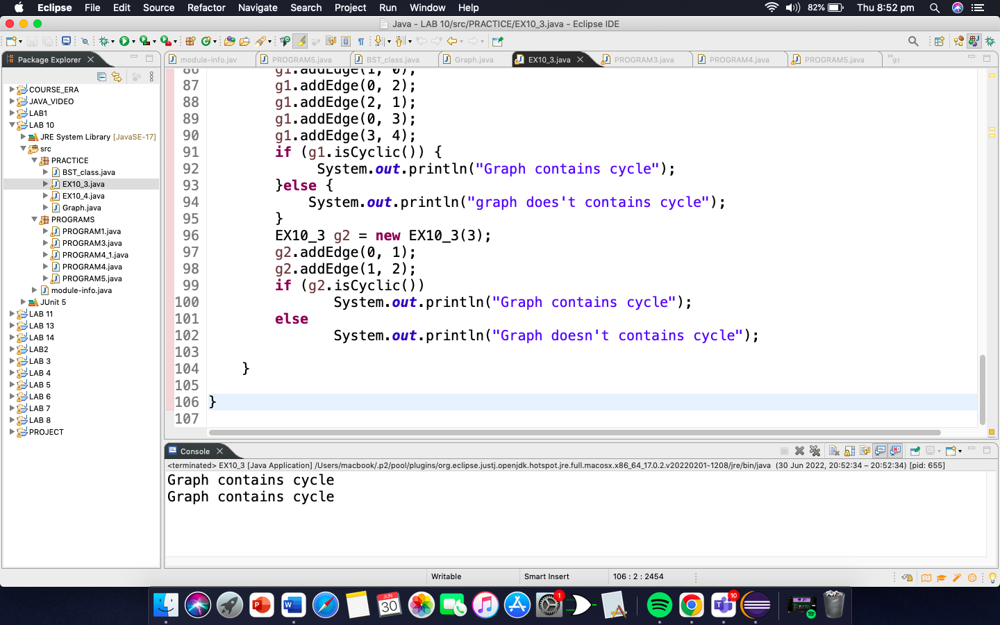 Eclipse File Edit Source Refactor Navigate Search Project Run Window Help 82% Thu 8:52 pm
Java - LAB 10/src/PRACTICE/EX10_3.java - Eclipse IDE
Package Explorer
module-info.jav PROGRAM5.java BST_class.java Graph.java EX10_3.java PROGRAM3.java PROGRAM4.java PROGRAM5.java »91
COURSE_ERA
JAVA_VIDEO
LAB1
LAB 10
JRE System Library [JavaSE-17]
src
PRACTICE
BST_class.java
EX10_3.java
EX10_4.java
Graph.java
PROGRAMS
PROGRAM1.java
PROGRAM3.java
PROGRAM4_1.java
PROGRAM4.java
PROGRAM5.java
module-info.java
JUnit 5
LAB 11
LAB 13
LAB 14
LAB2
LAB 3
LAB 4
LAB 5
LAB 6
LAB 7
LAB 8
PROJECT
86 g1.addEdge(1, 0);
87 g1.addEdge(0, 2);
88 g1.addEdge(2, 1);
89 g1.addEdge(0, 3);
90 g1.addEdge(3, 4);
91 if (g1.isCyclic()) {
92 System.out.println("Graph contains cycle");
93 }else {
94 System.out.println("graph does't contains cycle");
95 }
96 EX10_3 g2 = new EX10_3(3);
97 g2.addEdge(0, 1);
98 g2.addEdge(1, 2);
99 if (g2.isCyclic())
100 System.out.println("Graph contains cycle");
101 else
102 System.out.println("Graph doesn't contains cycle");
103
104 }
105
106 }
107
Console
<terminated> EX10_3 [Java Application] /Users/macbook/.p2/pool/plugins/org.eclipse.justj.openjdk.hotspot.jre.full.macosx.x86_64_17.0.2.v20220201-1208/jre/bin/java (30 Jun 2022, 20:52:34 – 20:52:34) [pid: 655]
Graph contains cycle
Graph contains cycle
Writable Smart Insert 106 : 2 : 2454
JUN
30
1
10